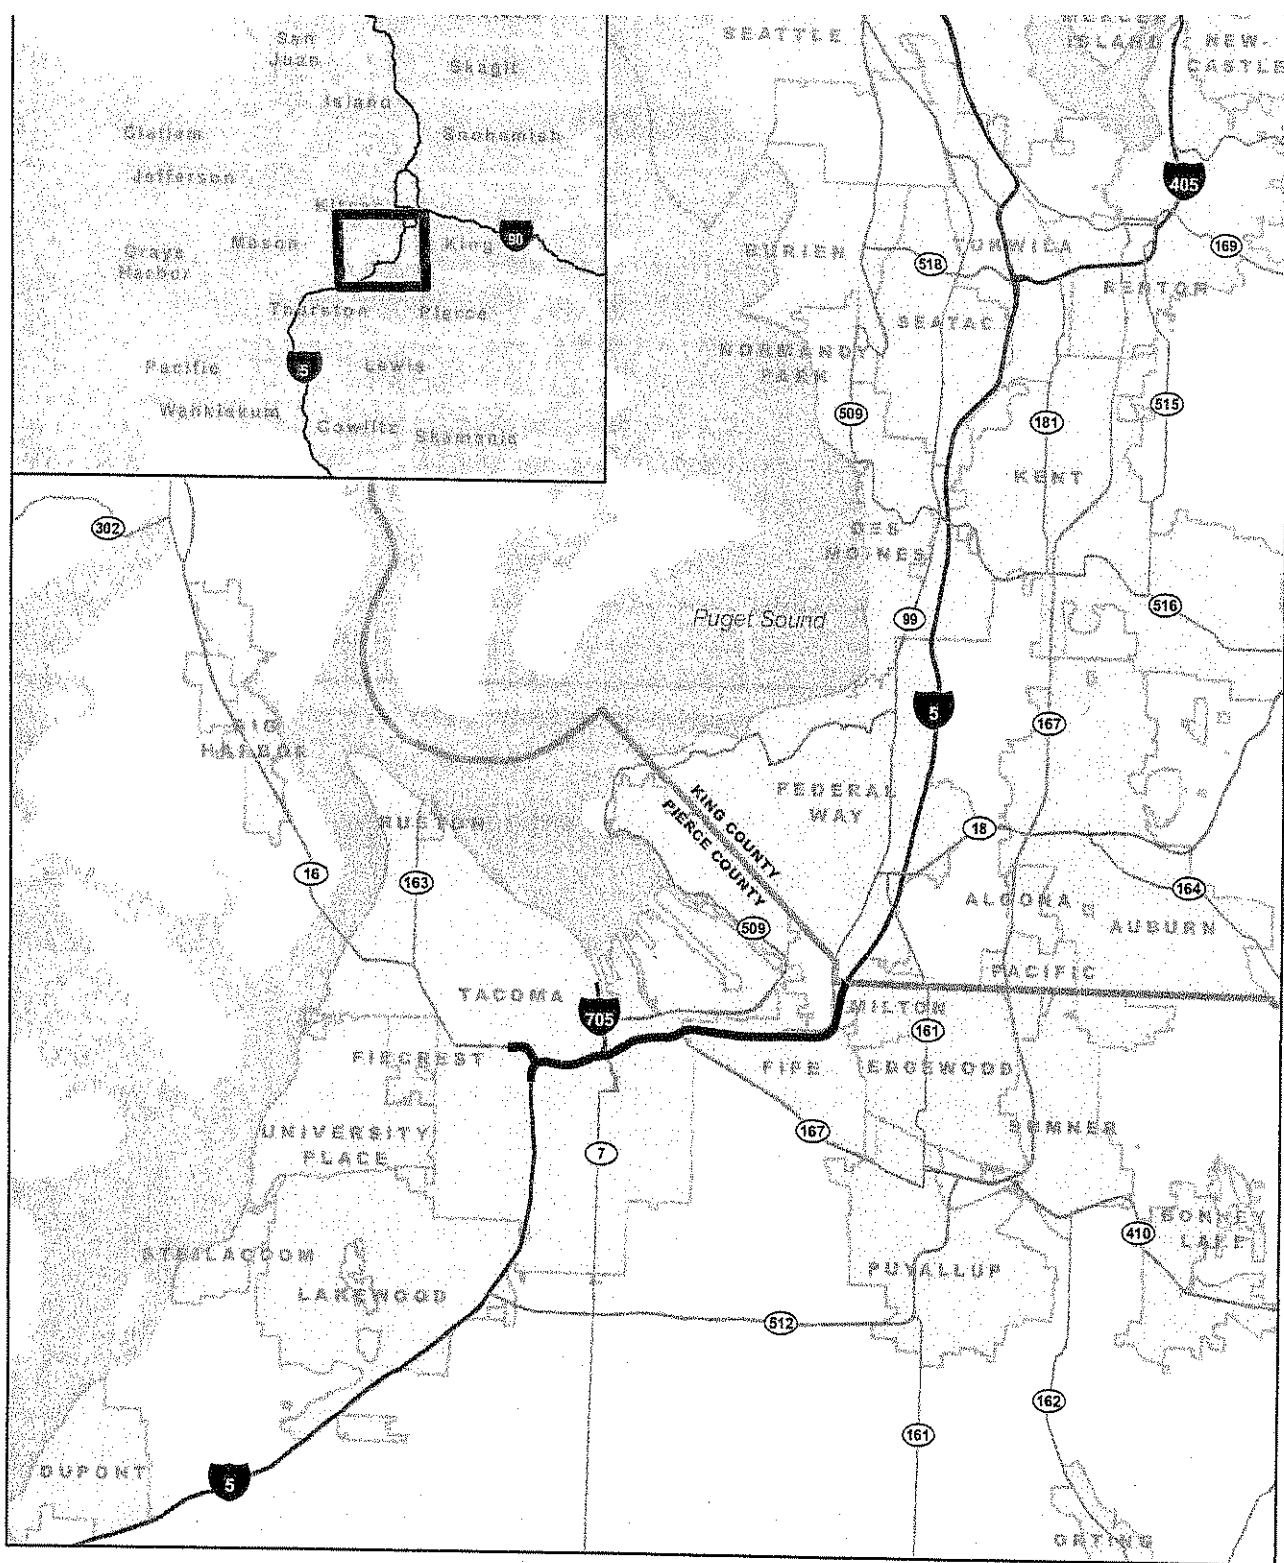 San
Juan
Skagit
Island
Clallam
Snohomish
Jefferson
Kitsap
Mason
Grays
Harbor
King
90
Thurston
Pierce
5
Pacific
Lewis
Wahkiakum
Cowlitz
Skamania
SEATTLE
MERCER
ISLAND
NEW-
CASTLE
405
BURIEN
TUKWILA
169
518
RENTON
SEATAC
NORMANDY
PARK
509
181
515
KENT
302
DES
MOINES
516
Puget Sound
99
5
167
GIG
HARBOR
FEDERAL
WAY
KING COUNTY
PIERCE COUNTY
RUSTON
18
16
163
164
ALGONA
AUBURN
509
PACIFIC
TACOMA
705
MILTON
161
FIRCREST
FIFE
EDGEWOOD
167
SUMNER
UNIVERSITY
PLACE
7
BONNEY
LAKE
410
STEILACOOM
PUYALLUP
LAKEWOOD
512
162
161
DUPONT
5
ORTING